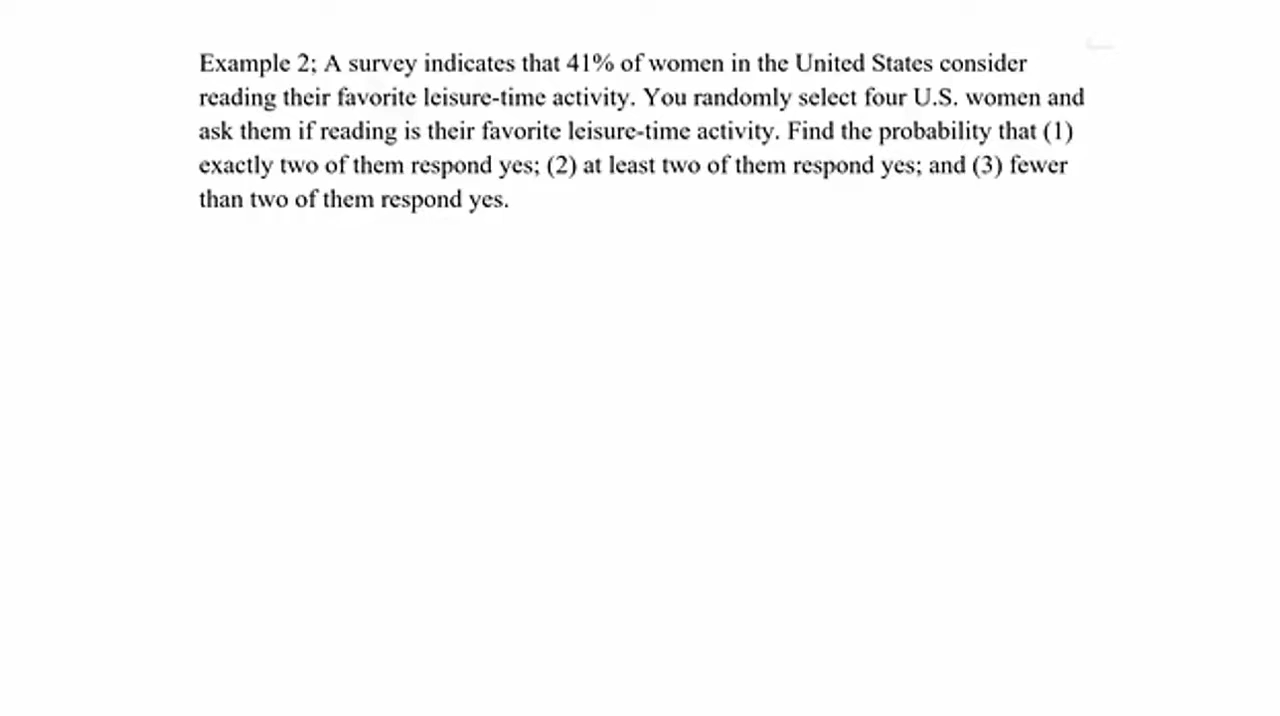 Example 2; A survey indicates that 41% of women in the United States consider
reading their favorite leisure-time activity. You randomly select four U.S. women and
ask them if reading is their favorite leisure-time activity. Find the probability that (1)
exactly two of them respond yes; (2) at least two of them respond yes; and (3) fewer
than two of them respond yes.